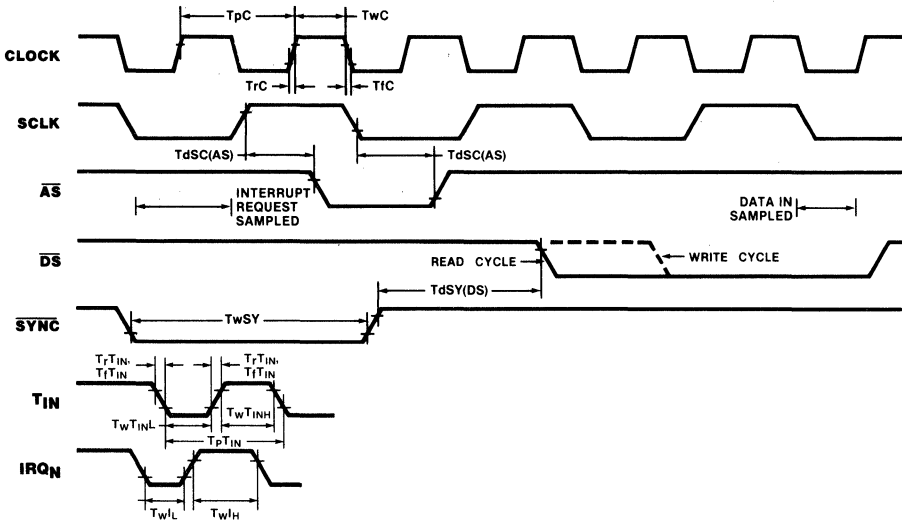 TpC
TwC
CLOCK
TrC
TfC
SCLK
TdSC(AS)
TdSC(AS)
AS
INTERRUPT
REQUEST
SAMPLED
DATA IN
SAMPLED
DS
READ CYCLE
WRITE CYCLE
TdSY(DS)
SYNC
TwSY
TrTIN,
TfTIN
TrTIN,
TfTIN
TIN
TwTINL
TwTINH
TPTIN
IRQN
TwIL
TwIH